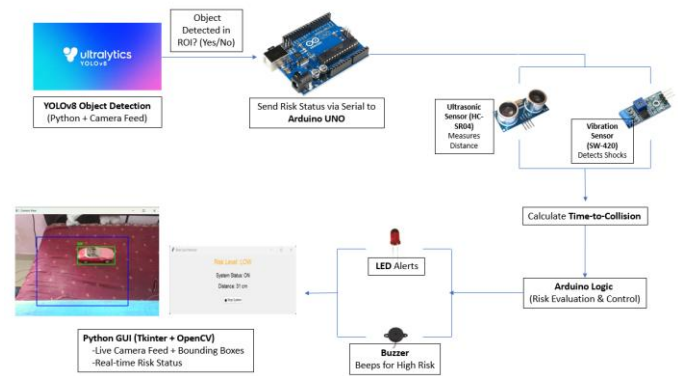 Object
Detected in
ROI? (Yes/No)
ultralytics
YOLOv8
YOLOv8 Object Detection
(Python + Camera Feed)
Send Risk Status via Serial to
Arduino UNO
Ultrasonic
Sensor (HC-
SR04)
Measures
Distance
Vibration
Sensor
(SW-420)
Detects Shocks
Calculate Time-to-Collision
Arduino Logic
(Risk Evaluation & Control)
LED Alerts
Buzzer
Beeps for High Risk
Risk Level: LOW
System Status: ON
Distance: 31 cm
Python GUI (Tkinter + OpenCV)
-Live Camera Feed + Bounding Boxes
-Real-time Risk Status